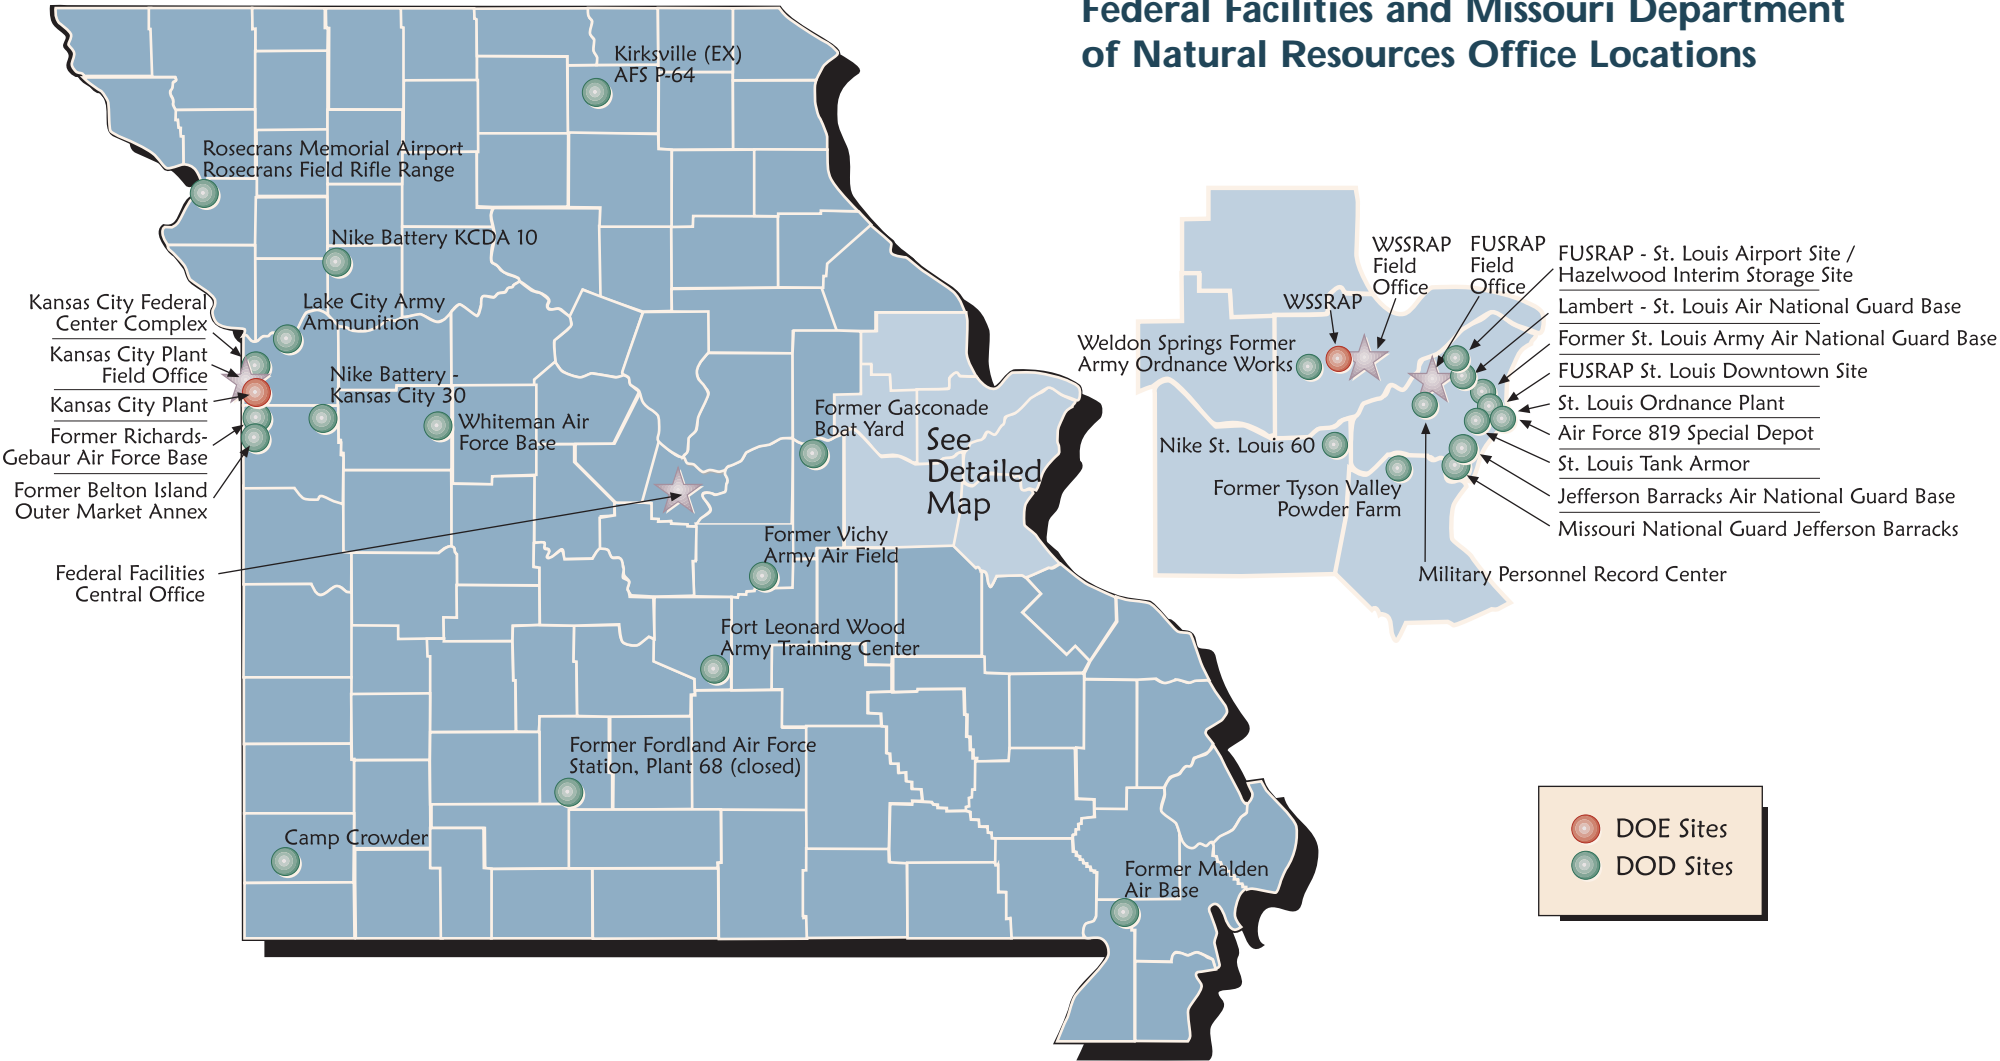 Federal Facilities and Missouri Department
of Natural Resources Office Locations
Kirksville (EX)
AFS P-64
Rosecrans Memorial Airport
Rosecrans Field Rifle Range
Nike Battery KCDA 10
Kansas City Federal
Center Complex
Lake City Army
Ammunition
Kansas City Plant
Field Office
Kansas City Plant
Nike Battery -
Kansas City 30
Former Richards-
Gebaur Air Force Base
Whiteman Air
Force Base
Former Belton Island
Outer Market Annex
Former Gasconade
Boat Yard
See
Detailed
Map
Former Vichy
Army Air Field
Federal Facilities
Central Office
Fort Leonard Wood
Army Training Center
Former Fordland Air Force
Station, Plant 68 (closed)
Camp Crowder
Former Malden
Air Base
WSSRAP
Field
Office
FUSRAP
Field
Office
WSSRAP
Weldon Springs Former
Army Ordnance Works
Nike St. Louis 60
Former Tyson Valley
Powder Farm
FUSRAP - St. Louis Airport Site /
Hazelwood Interim Storage Site
Lambert - St. Louis Air National Guard Base
Former St. Louis Army Air National Guard Base
FUSRAP St. Louis Downtown Site
St. Louis Ordnance Plant
Air Force 819 Special Depot
St. Louis Tank Armor
Jefferson Barracks Air National Guard Base
Missouri National Guard Jefferson Barracks
Military Personnel Record Center
DOE Sites
DOD Sites